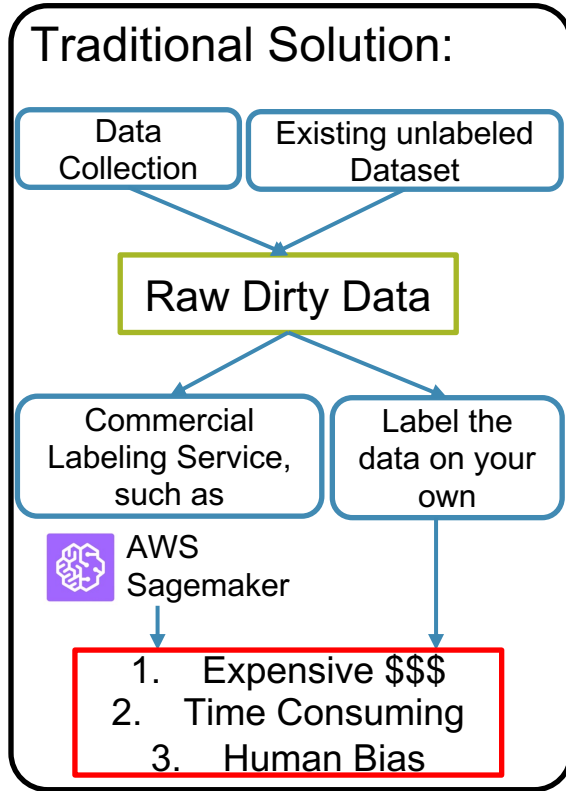 Traditional Solution:
Data
Collection
Existing unlabeled
Dataset
Raw Dirty Data
Commercial
Labeling Service,
such as
Label the
data on your
own
AWS
Sagemaker
1. Expensive $$$
2. Time Consuming
3. Human Bias